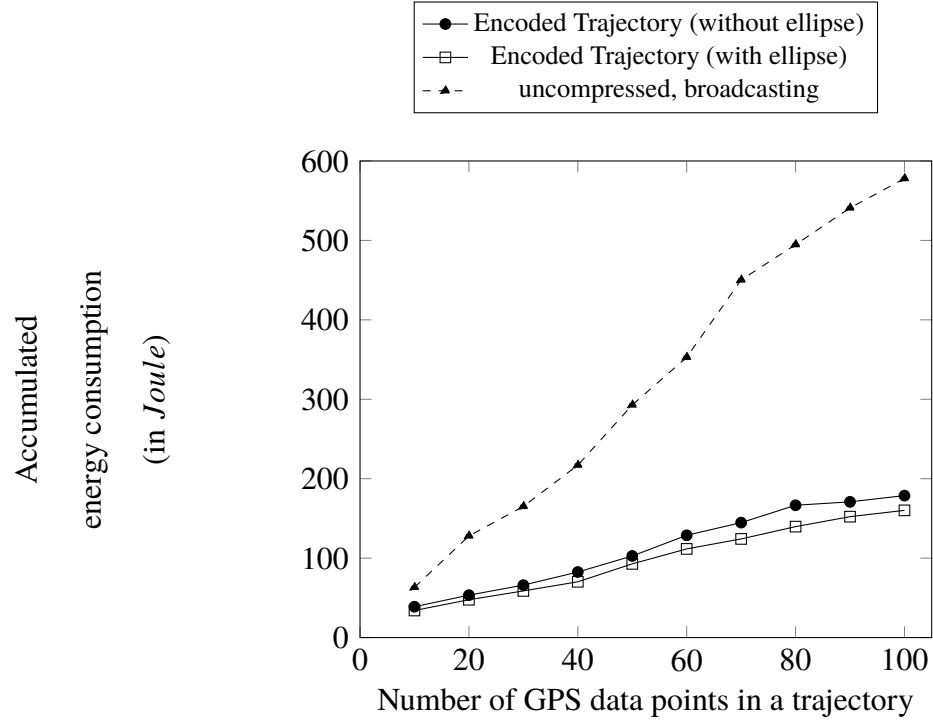 Encoded Trajectory (without ellipse)
Encoded Trajectory (with ellipse)
uncompressed, broadcasting
Accumulated
energy consumption
(in Joule)
600
500
400
300
200
100
0
0 20 40 60 80 100
Number of GPS data points in a trajectory